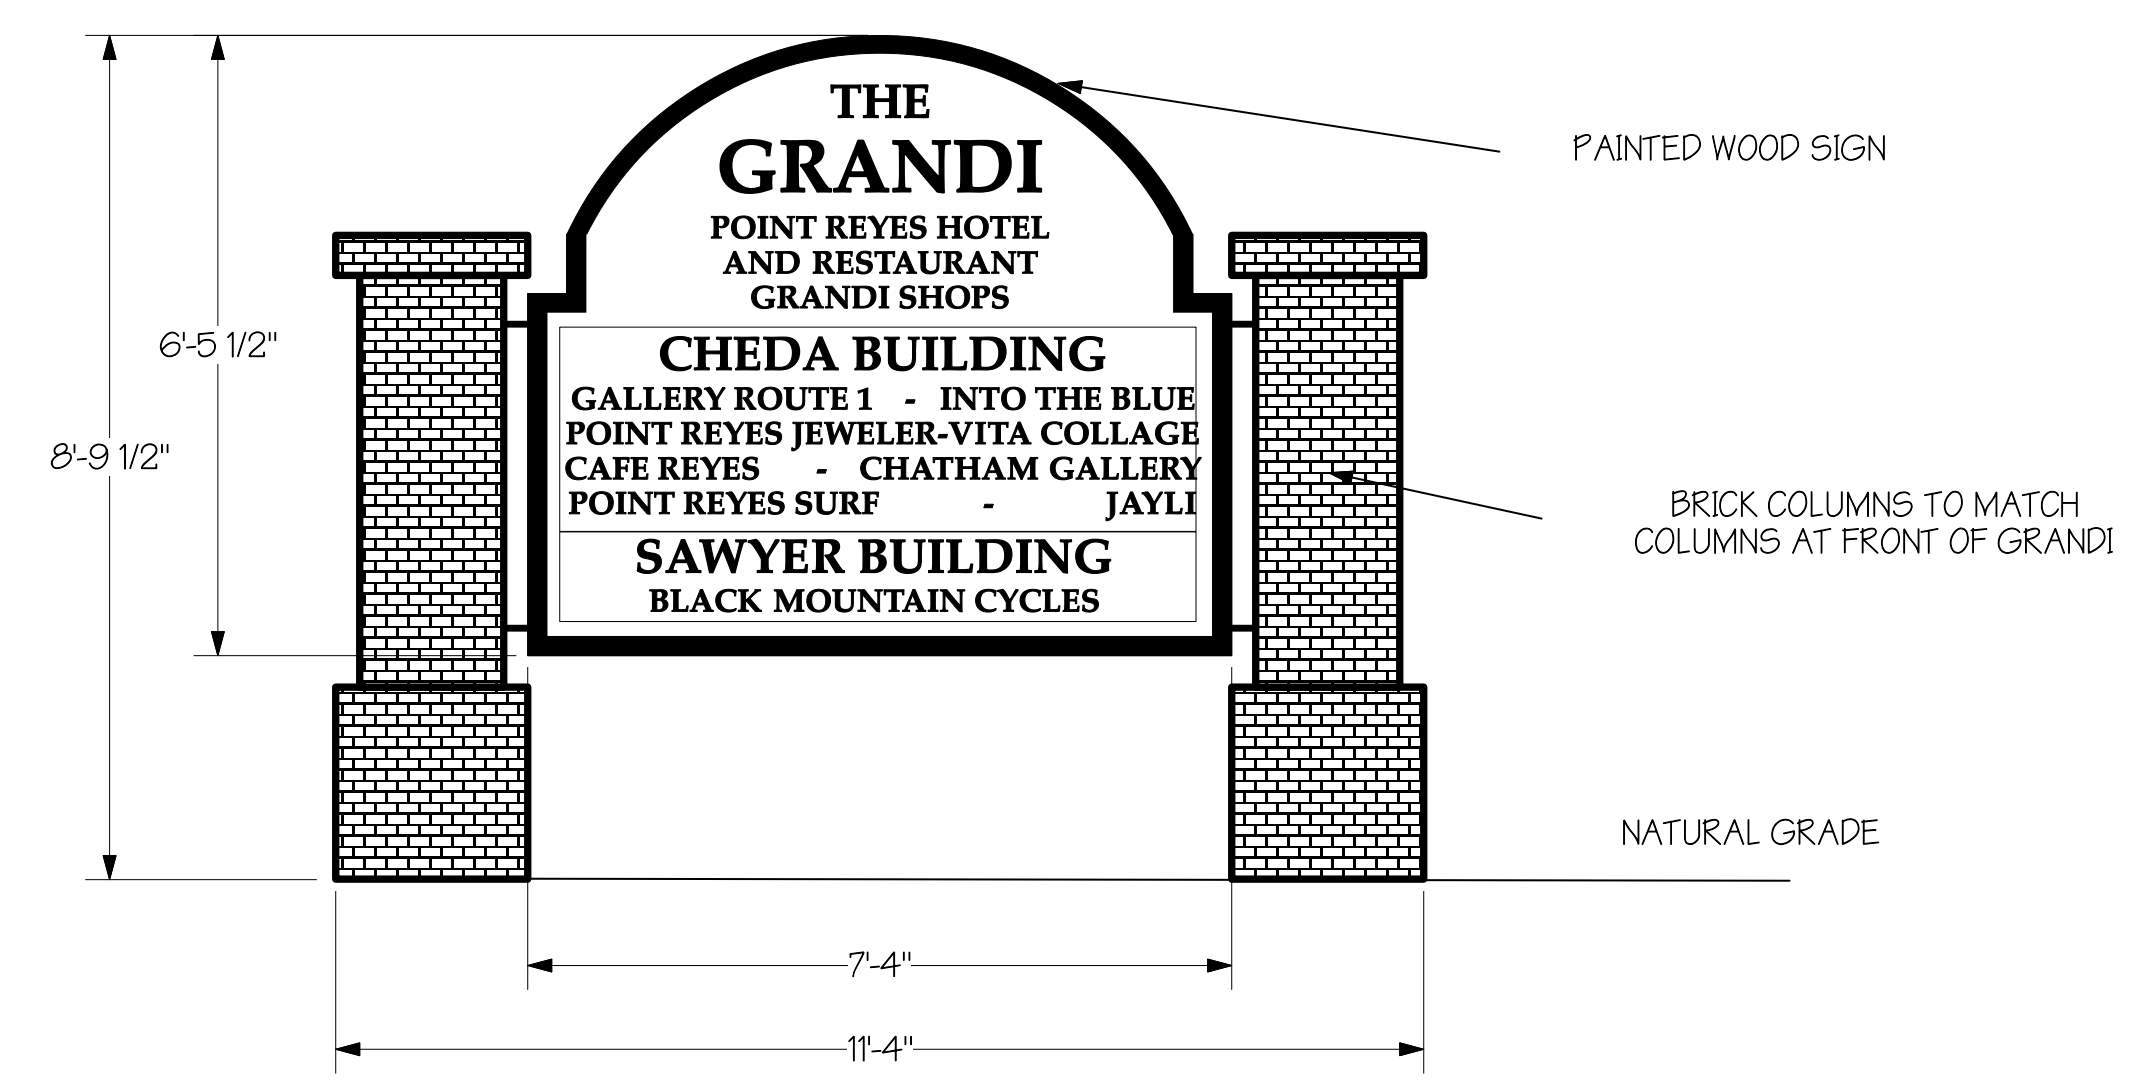 THE
GRANDI
POINT REYES HOTEL
AND RESTAURANT
GRANDI SHOPS
CHEDA BUILDING
GALLERY ROUTE 1 - INTO THE BLUE
POINT REYES JEWELER-VITA COLLAGE
CAFE REYES - CHATHAM GALLERY
POINT REYES SURF - JAYLI
SAWYER BUILDING
BLACK MOUNTAIN CYCLES
PAINTED WOOD SIGN
6'-5 1/2"
8'-9 1/2"
BRICK COLUMNS TO MATCH
COLUMNS AT FRONT OF GRANDI
NATURAL GRADE
7'-4"
11'-4"